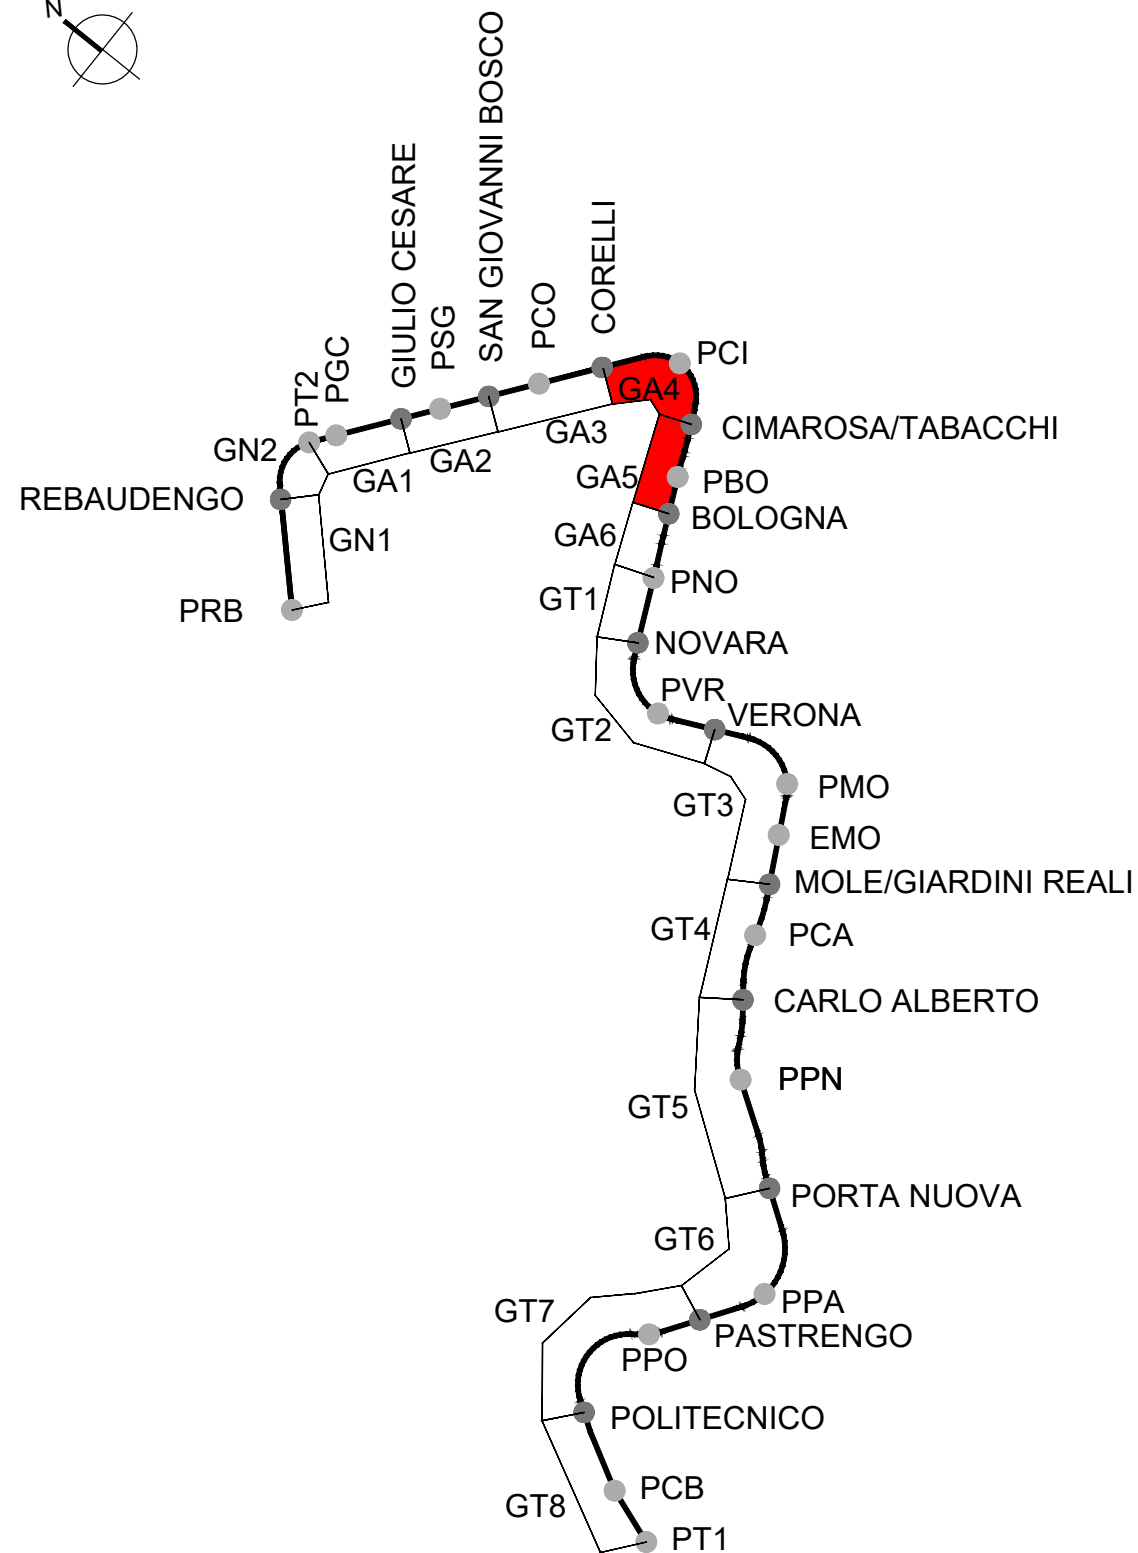 N
GIULIO CESARE
SAN GIOVANNI BOSCO
CORELLI
PSG
PCO
PT2
PGC
PCI
GN2
GA4
CIMAROSA/TABACCHI
GA3
GA2
GA1
GA5
PBO
REBAUDENGO
BOLOGNA
GN1
GA6
PNO
GT1
PRB
NOVARA
PVR
VERONA
GT2
PMO
GT3
EMO
MOLE/GIARDINI REALI
GT4
PCA
CARLO ALBERTO
PPN
GT5
PORTA NUOVA
GT6
PPA
GT7
PASTRENGO
PPO
POLITECNICO
PCB
GT8
PT1